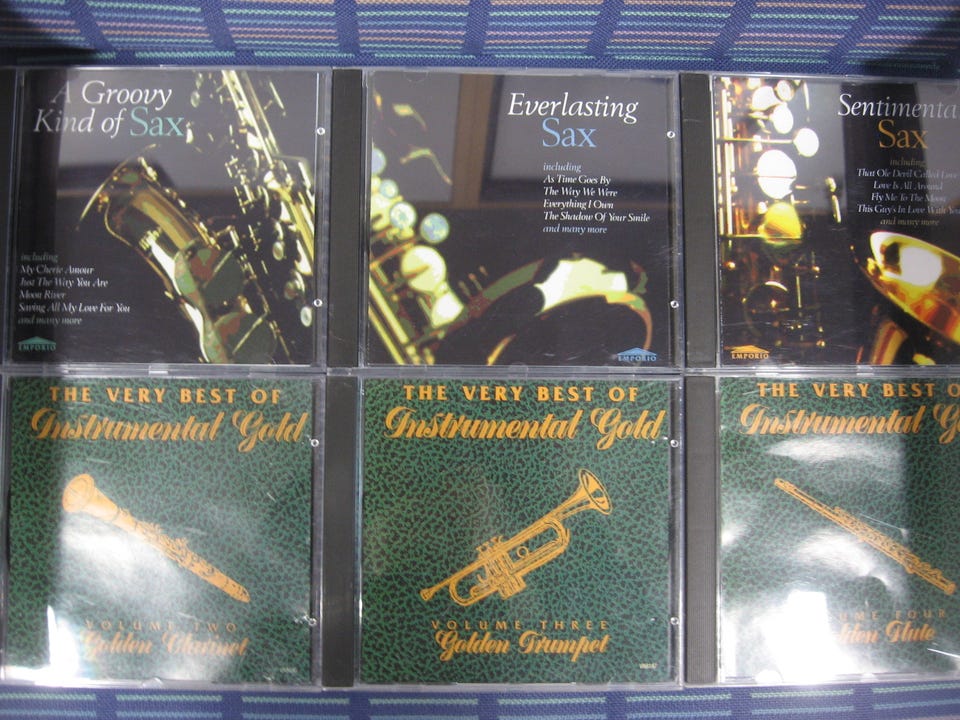 A Groovy
Kind of Sax
including
My Cherie Amour
Just The Way You Are
Moon River
Saving All My Love For You
and many more
EMPORIO
Everlasting
Sax
including
As Time Goes By
The Way We Were
Everything I Own
The Shadow Of Your Smile
and many more
EMPORIO
Sentimenta
Sax
including
That Ole Devil Called Love
Love Is All Around
Fly Me To The Moon
This Guy's In Love With You
and many more
EMPORIO
THE VERY BEST OF
Instrumental Gold
VOLUME TWO
Golden Clarinet
THE VERY BEST OF
Instrumental Gold
VOLUME THREE
Golden Trumpet
THE VERY BEST O
Instrumental Go
UME FOUR
lden Flute